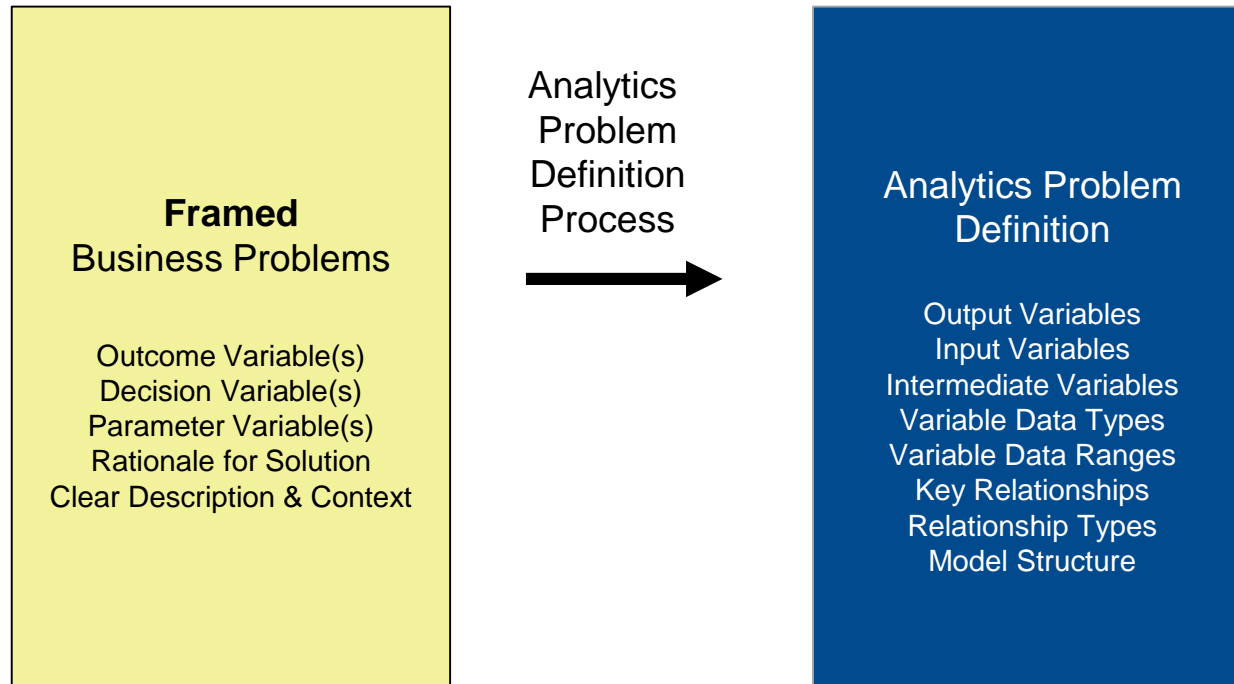 Framed
Business Problems
Outcome Variable(s)
Decision Variable(s)
Parameter Variable(s)
Rationale for Solution
Clear Description & Context
Analytics
Problem
Definition
Process
Analytics Problem
Definition
Output Variables
Input Variables
Intermediate Variables
Variable Data Types
Variable Data Ranges
Key Relationships
Relationship Types
Model Structure